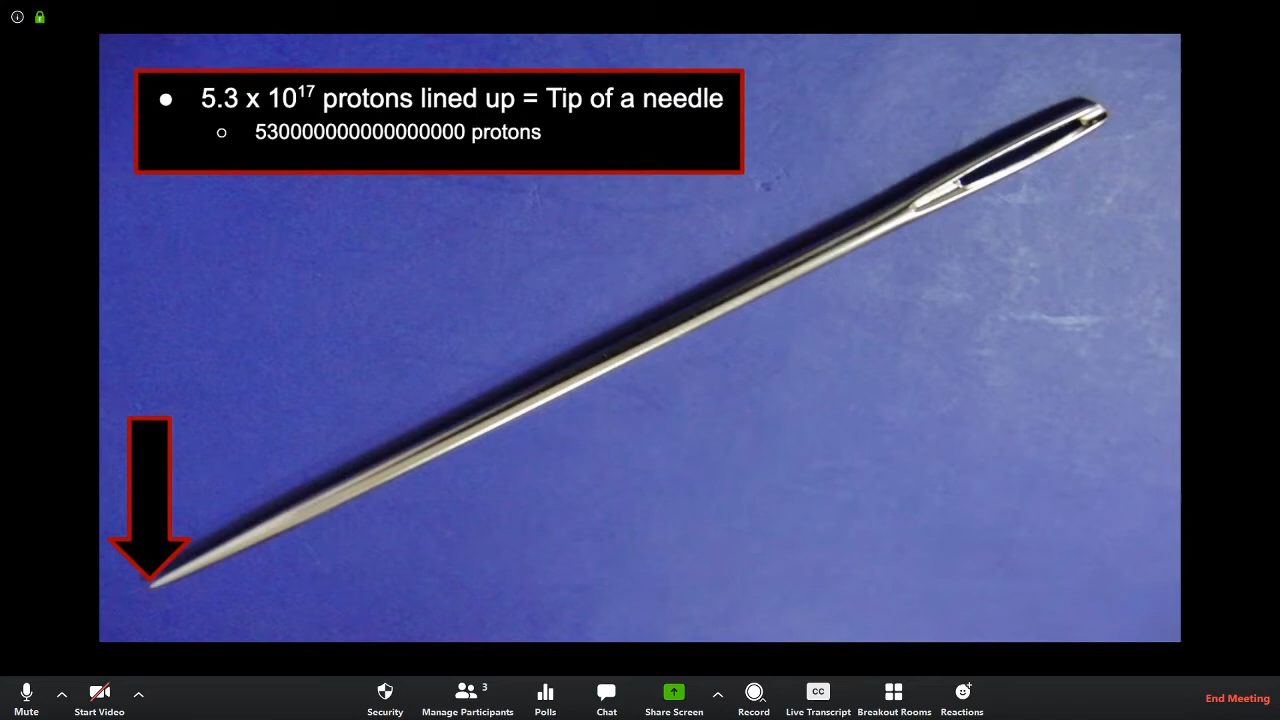 5.3 x 10¹⁷ protons lined up = Tip of a needle
530000000000000000 protons
3
CC
Mute
Start Video
Security
Manage Participants
Polls
Chat
Share Screen
Record
Live Transcript
Breakout Rooms
Reactions
End Meeting